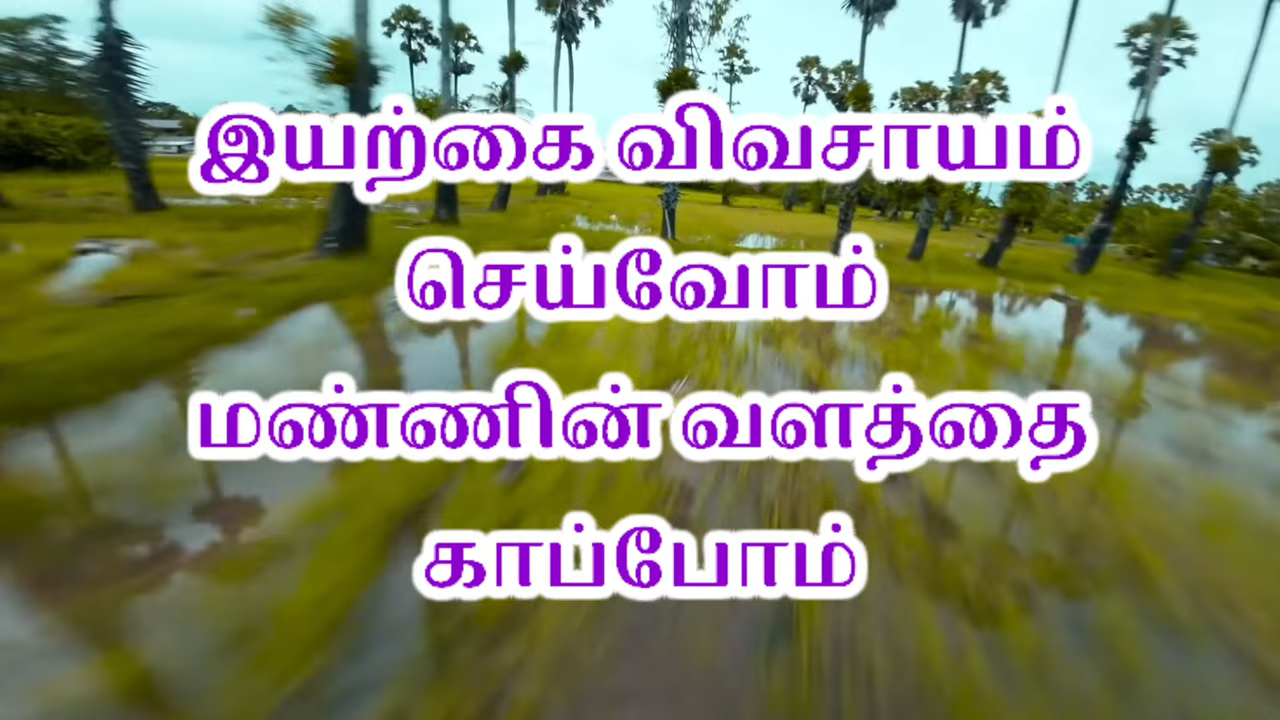 இயற்கை விவசாயம்
செய்வோம்
மண்ணின் வளத்தை
காப்போம்